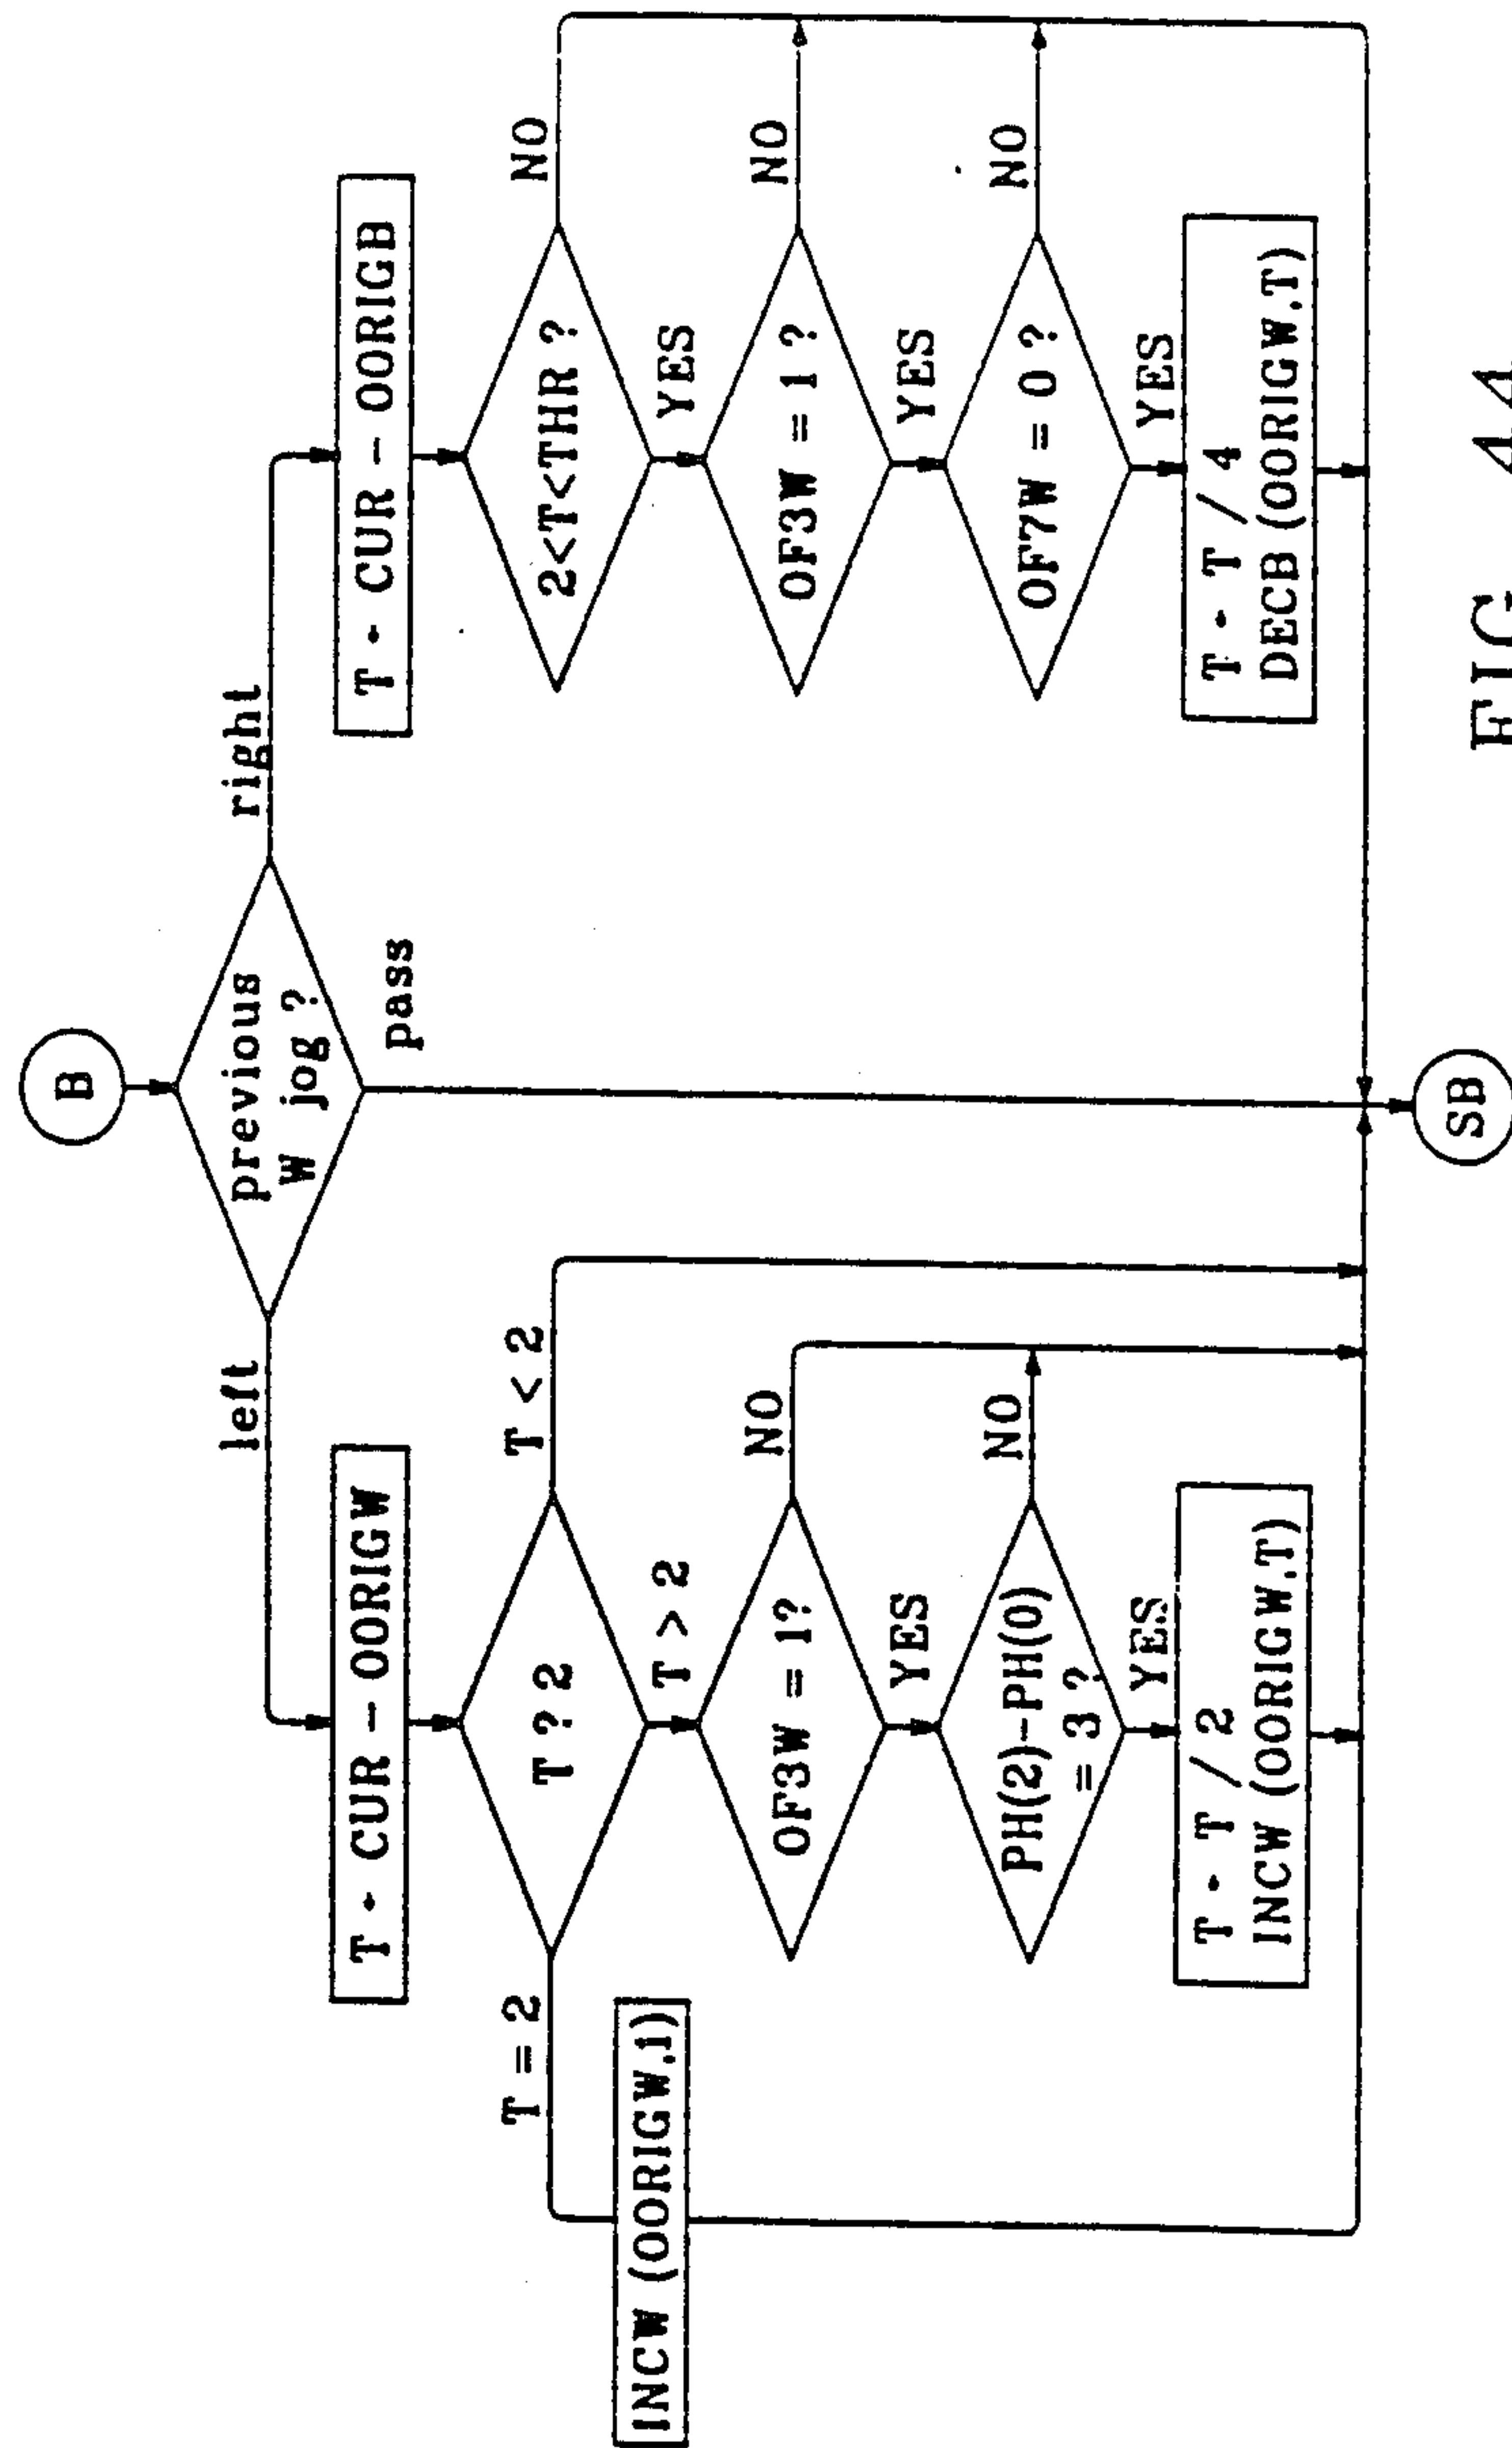 B
previous
W jog ?
left
right
pass
T • CUR - OORIGW
T • CUR - OORIGB
T = 2
T ? 2
T < 2
2<T<THR ?
NO
INCW (OORIGW,1)
T > 2
YES
OF3W = 1?
NO
OF3W = 1 ?
NO
YES
YES
PH(2)-PH(0)
= 3 ?
NO
OF7W = 0 ?
NO
YES
YES
T • T / 2
INCW (OORIGW,T)
T • T / 4
DECB (OORIGW,T)
SB
FIG. 44